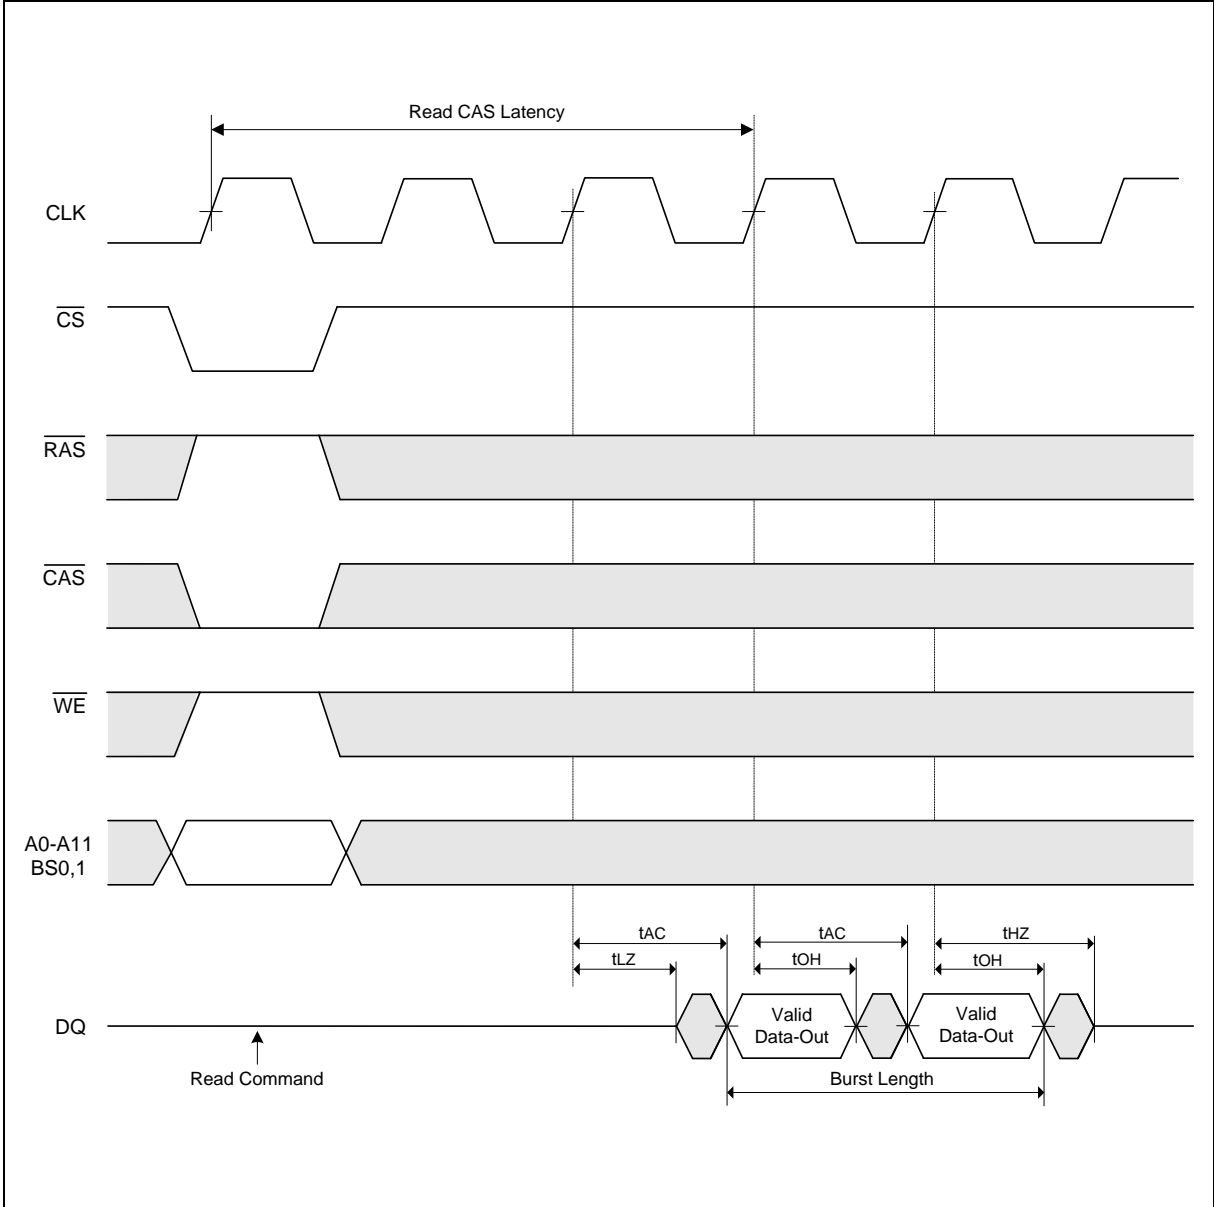 Read CAS Latency
CLK
CS
RAS
CAS
WE
A0-A11
BS0,1
tAC
tAC
tHZ
tLZ
tOH
tOH
DQ
Valid
Data-Out
Valid
Data-Out
Read Command
Burst Length